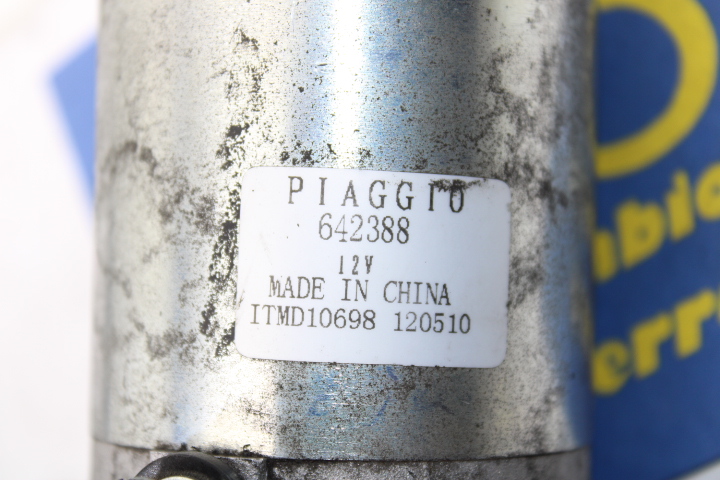 PIAGGIO
642388
12V
MADE IN CHINA
ITMD10698 120510